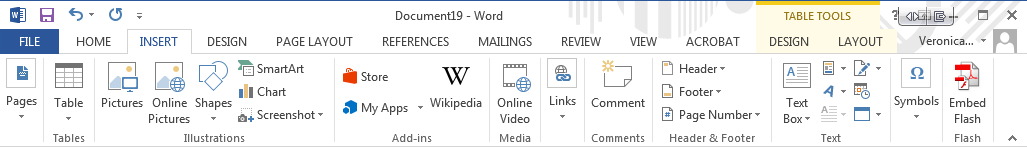 Document19 - Word
TABLE TOOLS
?
FILE HOME INSERT DESIGN PAGE LAYOUT REFERENCES MAILINGS REVIEW VIEW ACROBAT DESIGN LAYOUT Veronica...
Pages
Table
Tables
Pictures
Online
Pictures
Shapes
SmartArt
Chart
Screenshot
Illustrations
Store
My Apps
W
Wikipedia
Add-ins
Online
Video
Media
Links
Comment
Comments
Header
Footer
Page Number
Header & Footer
Text
Box
Text
Ω
Symbols
Embed
Flash
Flash